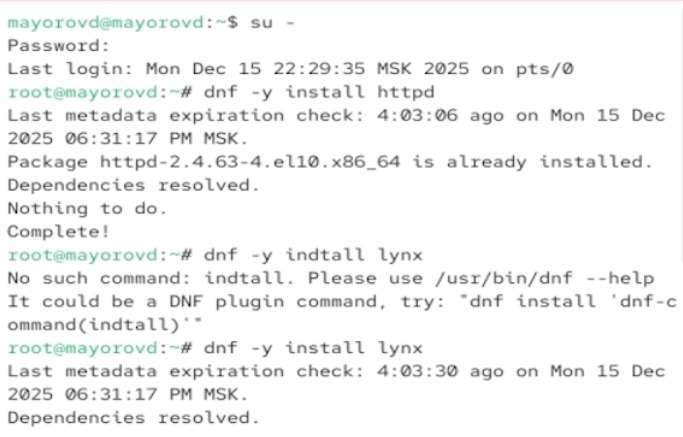 mayorovd@mayorovd:~$ su -
Password:
Last login: Mon Dec 15 22:29:35 MSK 2025 on pts/0
root@mayorovd:~# dnf -y install httpd
Last metadata expiration check: 4:03:06 ago on Mon 15 Dec
2025 06:31:17 PM MSK.
Package httpd-2.4.63-4.el10.x86_64 is already installed.
Dependencies resolved.
Nothing to do.
Complete!
root@mayorovd:~# dnf -y indtall lynx
No such command: indtall. Please use /usr/bin/dnf --help
It could be a DNF plugin command, try: "dnf install 'dnf-c
ommand(indtall)'"
root@mayorovd:~# dnf -y install lynx
Last metadata expiration check: 4:03:30 ago on Mon 15 Dec
2025 06:31:17 PM MSK.
Dependencies resolved.